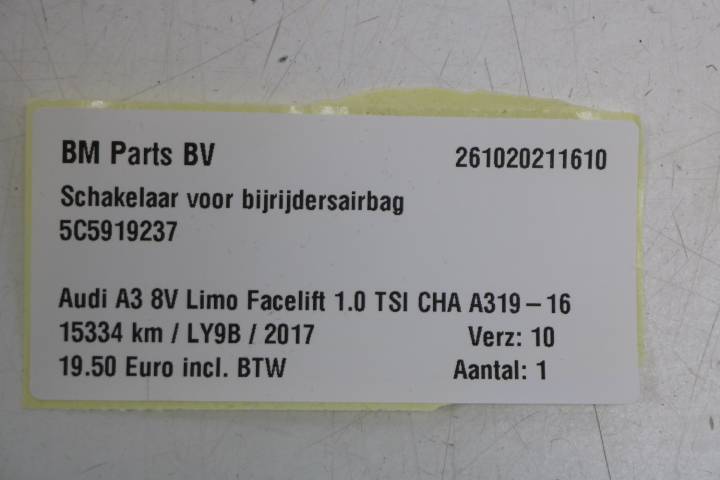 BM Parts BV 261020211610
Schakelaar voor bijrijdersairbag
5C5919237
Audi A3 8V Limo Facelift 1.0 TSI CHA A319-16
15334 km / LY9B / 2017 Verz: 10
19.50 Euro incl. BTW Aantal: 1